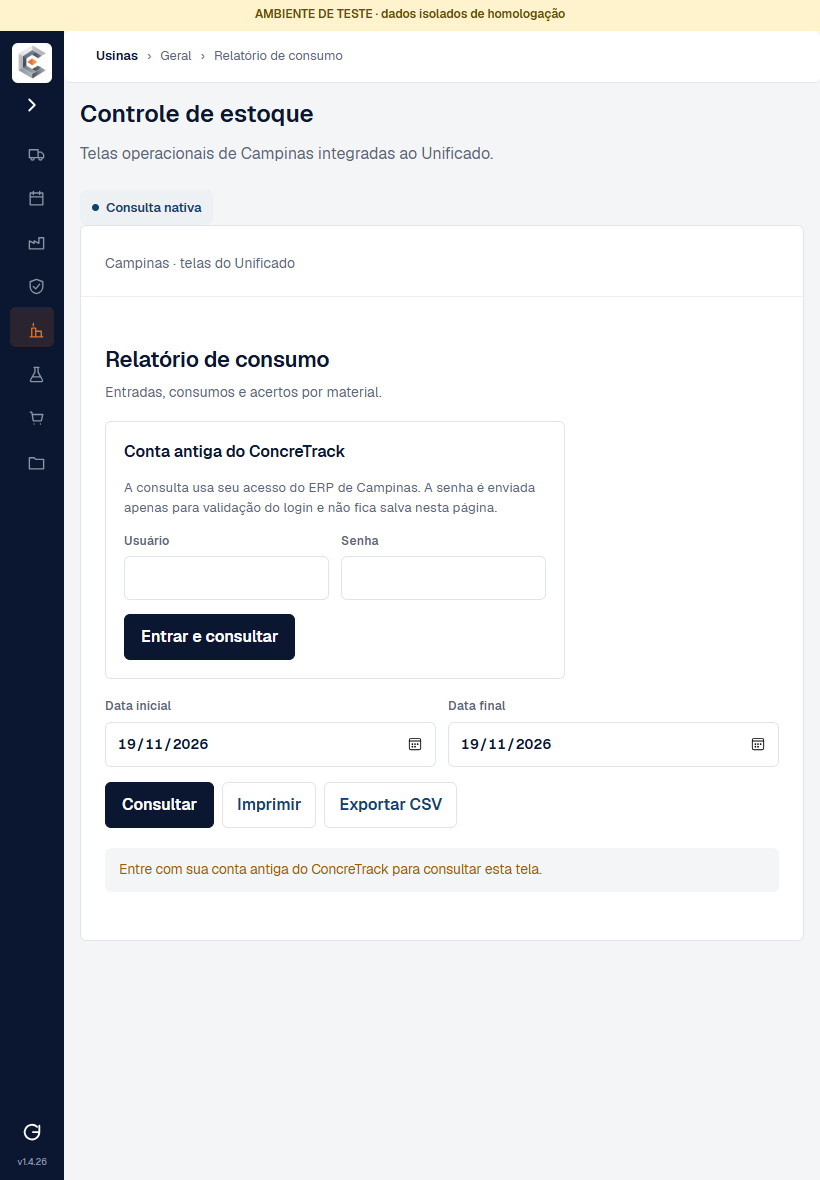 AMBIENTE DE TESTE · dados isolados de homologação
Usinas › Geral › Relatório de consumo
Controle de estoque
Telas operacionais de Campinas integradas ao Unificado.
Consulta nativa
Campinas · telas do Unificado
Relatório de consumo
Entradas, consumos e acertos por material.
Conta antiga do ConcreTrack
A consulta usa seu acesso do ERP de Campinas. A senha é enviada
apenas para validação do login e não fica salva nesta página.
Usuário Senha
Entrar e consultar
Data inicial Data final
19/11/2026 19/11/2026
Consultar Imprimir Exportar CSV
Entre com sua conta antiga do ConcreTrack para consultar esta tela.
v1.4.26